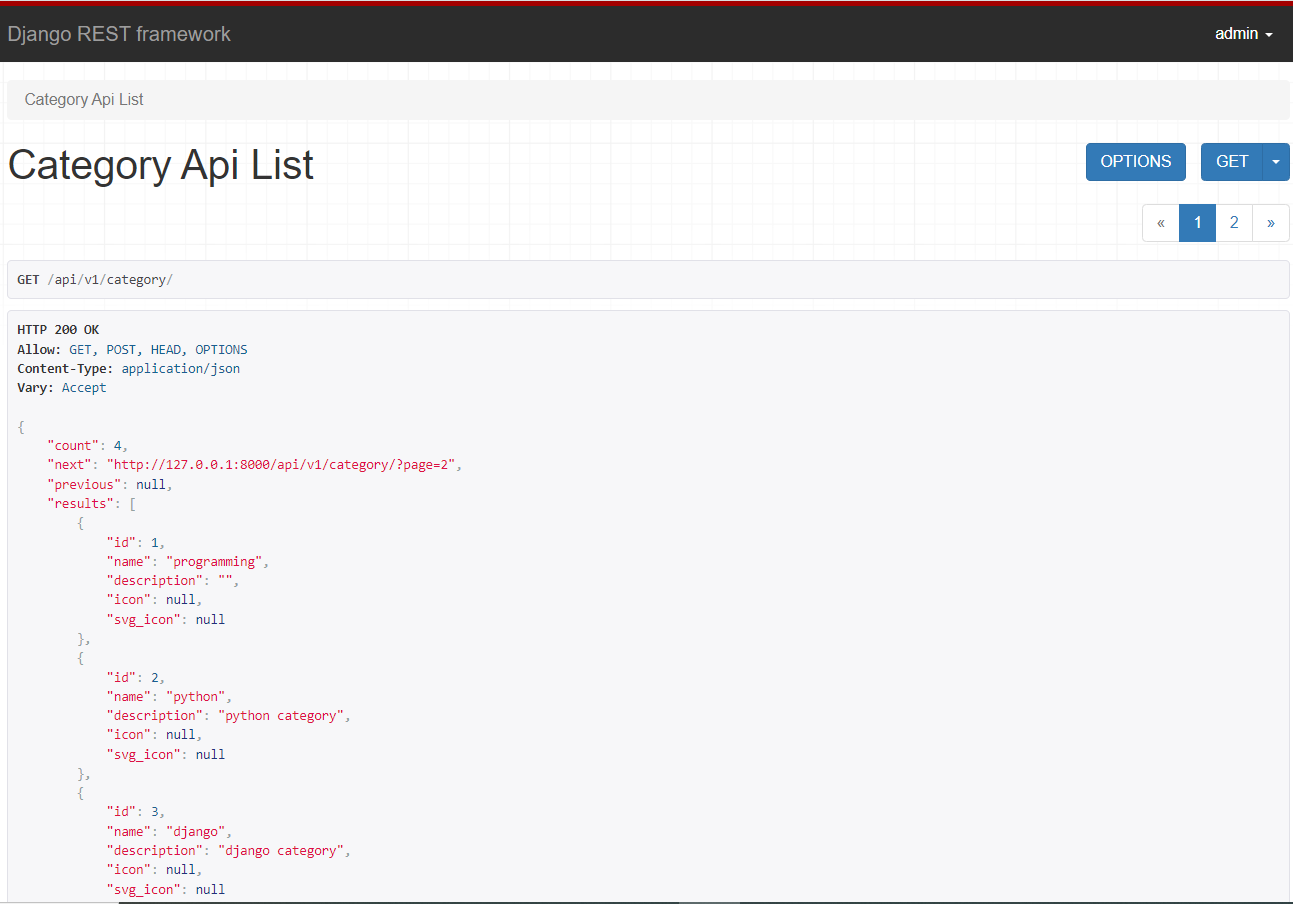 Django REST framework
admin
Category Api List
Category Api List
OPTIONS
GET
« 1 2 »
GET /api/v1/category/
HTTP 200 OK
Allow: GET, POST, HEAD, OPTIONS
Content-Type: application/json
Vary: Accept
{
    "count": 4,
    "next": "http://127.0.0.1:8000/api/v1/category/?page=2",
    "previous": null,
    "results": [
        {
            "id": 1,
            "name": "programming",
            "description": "",
            "icon": null,
            "svg_icon": null
        },
        {
            "id": 2,
            "name": "python",
            "description": "python category",
            "icon": null,
            "svg_icon": null
        },
        {
            "id": 3,
            "name": "django",
            "description": "django category",
            "icon": null,
            "svg_icon": null